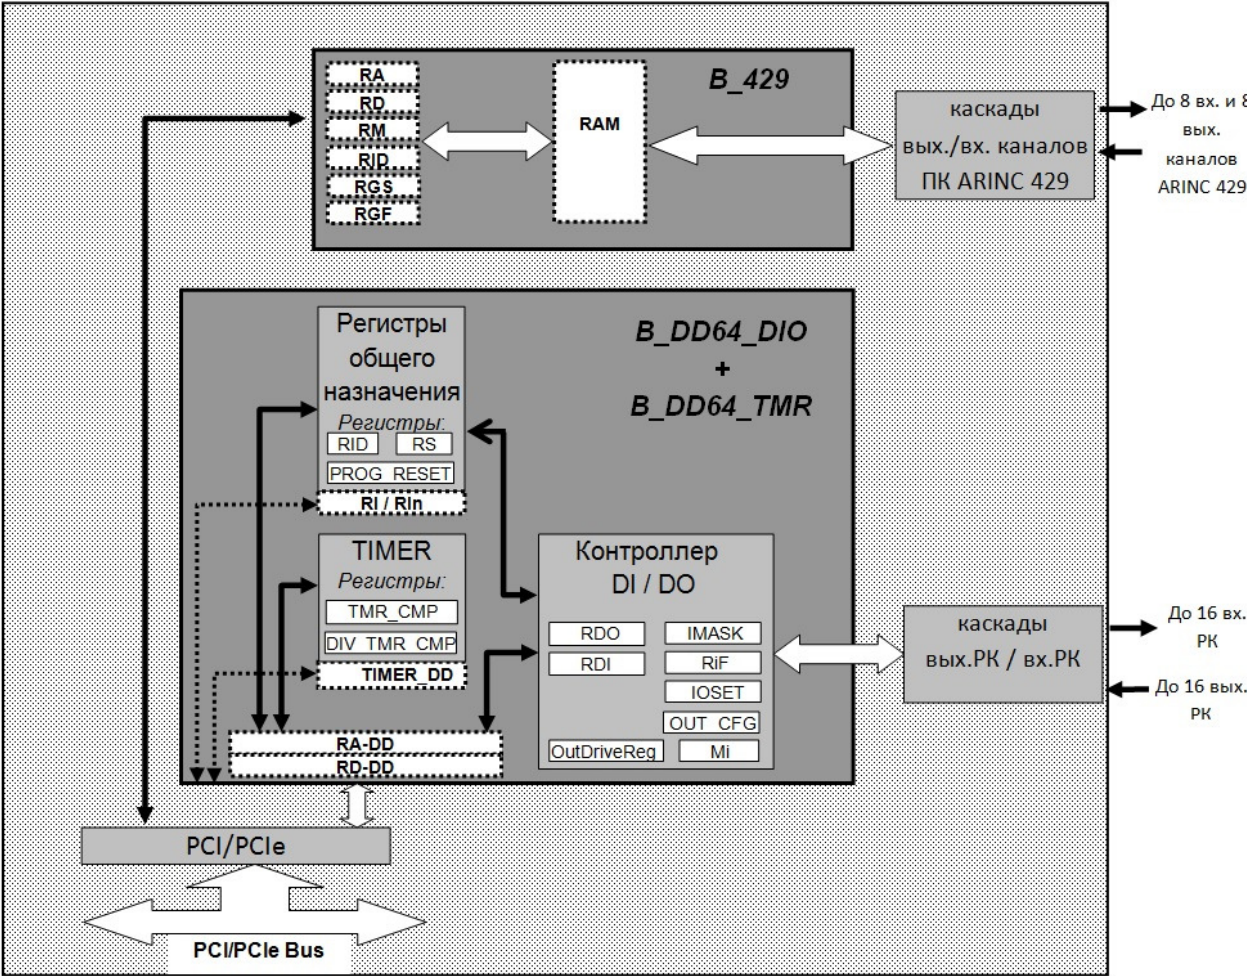 B_429
RA
RD
RM
RID
RGS
RGF
RAM
каскады
вых./вх. каналов
ПК ARINC 429
До 8 вх. и 8
вых.
каналов
ARINC 429
B_DD64_DIO
+
B_DD64_TMR
Регистры
общего
назначения
Регистры:
RID
RS
PROG_RESET
RI / RIn
TIMER
Регистры:
TMR_CMP
DIV_TMR_CMP
TIMER_DD
RA-DD
RD-DD
Контроллер
DI / DO
RDO
IMASK
RDI
RiF
IOSET
OUT_CFG
OutDriveReg
Mi
каскады
вых.РК / вх.РК
До 16 вх.
РК
До 16 вых.
РК
PCI/PCIe
PCI/PCIe Bus